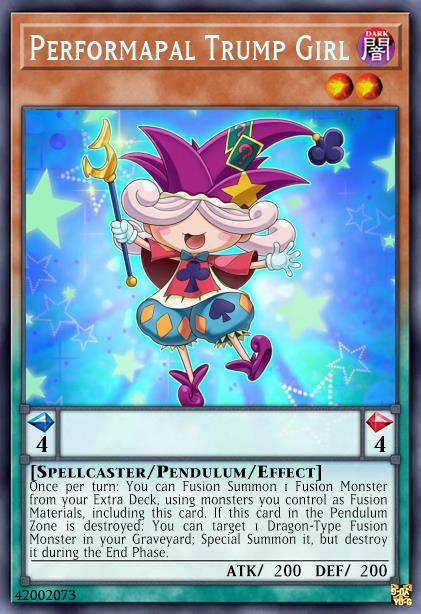 PERFORMAPAL TRUMP GIRL
DARK
闇
?
?
4
4
[SPELLCASTER/PENDULUM/EFFECT]
Once per turn: You can Fusion Summon 1 Fusion Monster
from your Extra Deck, using monsters you control as Fusion
Materials, including this card. If this card in the Pendulum
Zone is destroyed: You can target 1 Dragon-Type Fusion
Monster in your Graveyard; Special Summon it, but destroy
it during the End Phase.
ATK/ 200 DEF/ 200
42002073